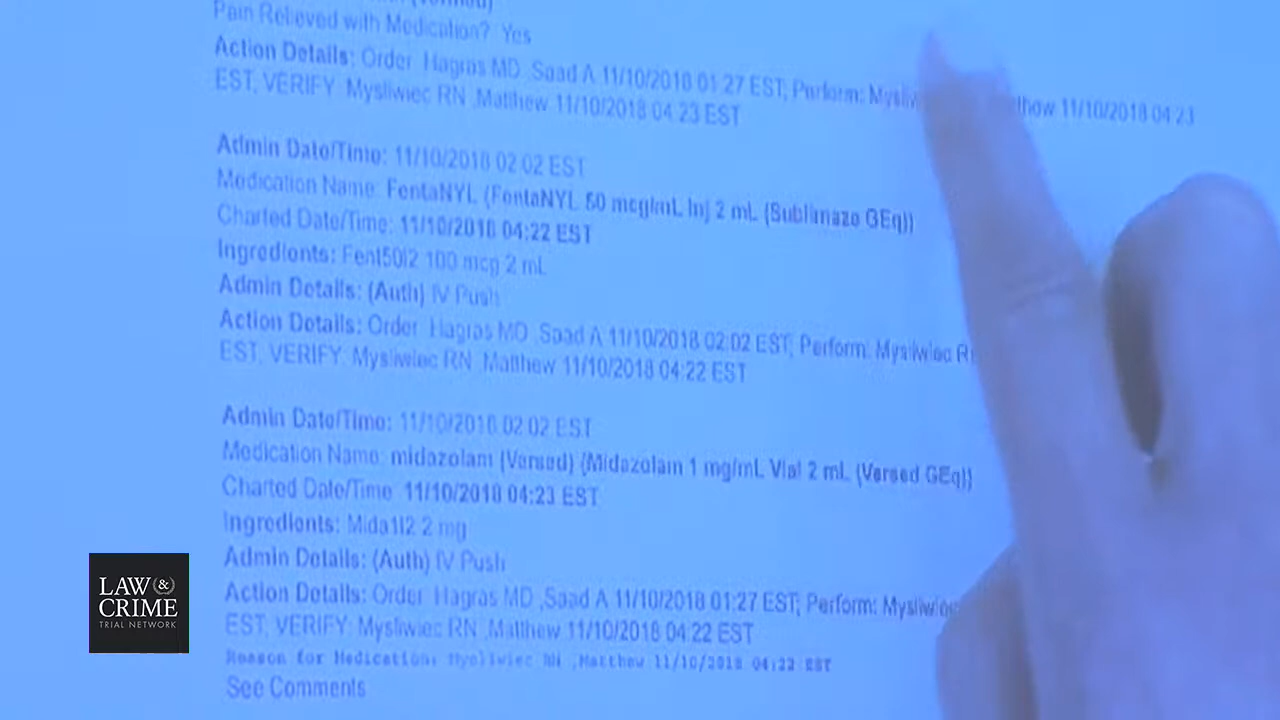 Pain Relieved with Medication? Yes
Action Details: Order Hagras MD ,Saad A 11/10/2018 01:27 EST; Perform: 11/10/2018 04:23
EST; VERIFY: Mysliwiec RN ,Matthew 11/10/2018 04:23 EST
Admin Date/Time: 11/10/2018 02:02 EST
Medication Name: FentaNYL (FentaNYL 50 mcg/mL Inj 2 mL (Sublimaze GEq))
Charted Date/Time: 11/10/2018 04:22 EST
Ingredients: Fent50I2 100 mcg 2 mL
Admin Details: (Auth) IV Push
Action Details: Order Hagras MD ,Saad A 11/10/2018 02:02 EST; Perform: Mysliwiec
EST; VERIFY: Mysliwiec RN ,Matthew 11/10/2018 04:22 EST
Admin Date/Time: 11/10/2018 02:02 EST
Medication Name: midazolam (Versed) (Midazolam 1 mg/mL Vial 2 mL (Versed GEq))
Charted Date/Time: 11/10/2018 04:23 EST
Ingredients: Mida1I2 2 mg
Admin Details: (Auth) IV Push
Action Details: Order Hagras MD ,Saad A 11/10/2018 01:27 EST; Perform:
EST; VERIFY: Mysliwiec RN ,Matthew 11/10/2018 04:22 EST
Reason for Medication: Mysliwiec RN ,Matthew 11/10/2018 04:22 EST
See Comments
LAW &
CRIME
TRIAL NETWORK